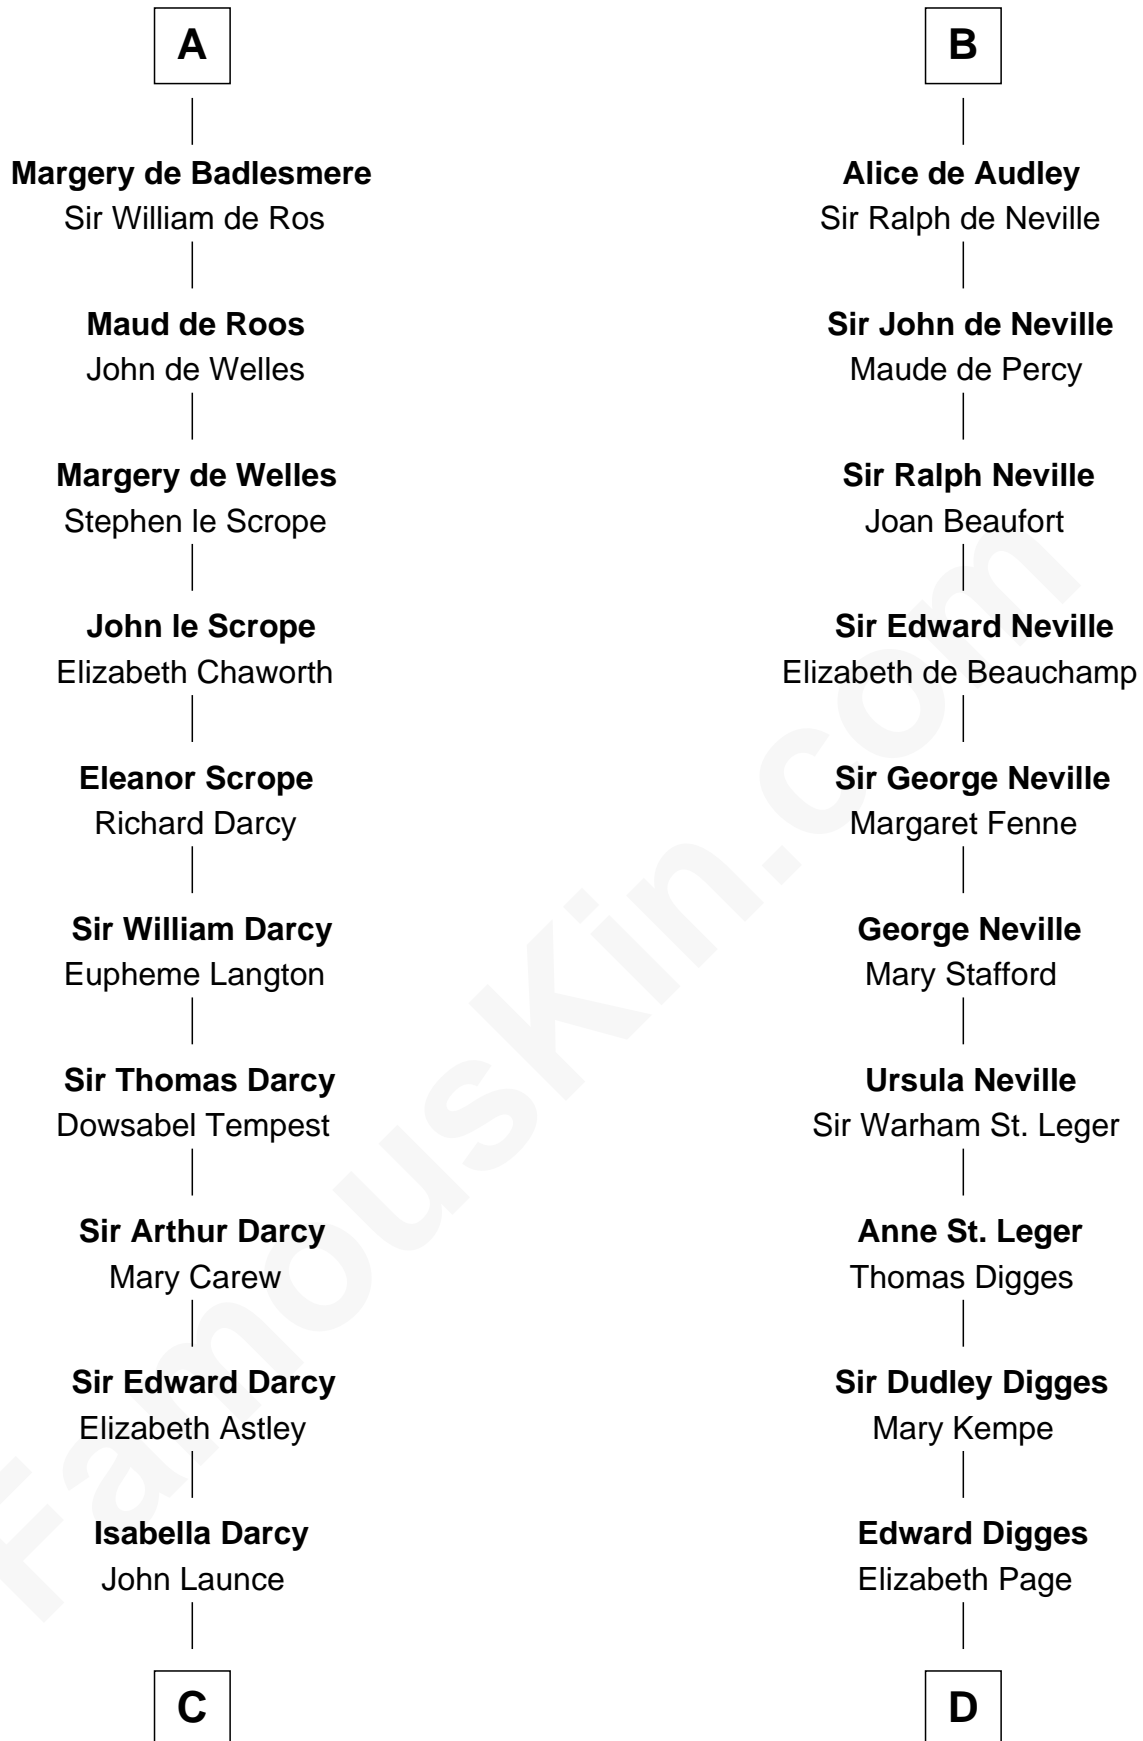 A
Margery de Badlesmere
Sir William de Ros
Maud de Roos
John de Welles
Margery de Welles
Stephen le Scrope
John le Scrope
Elizabeth Chaworth
Eleanor Scrope
Richard Darcy
Sir William Darcy
Eupheme Langton
Sir Thomas Darcy
Dowsabel Tempest
Sir Arthur Darcy
Mary Carew
Sir Edward Darcy
Elizabeth Astley
Isabella Darcy
John Launce
C
B
Alice de Audley
Sir Ralph de Neville
Sir John de Neville
Maude de Percy
Sir Ralph Neville
Joan Beaufort
Sir Edward Neville
Elizabeth de Beauchamp
Sir George Neville
Margaret Fenne
George Neville
Mary Stafford
Ursula Neville
Sir Warham St. Leger
Anne St. Leger
Thomas Digges
Sir Dudley Digges
Mary Kempe
Edward Digges
Elizabeth Page
D
FamousKin.com